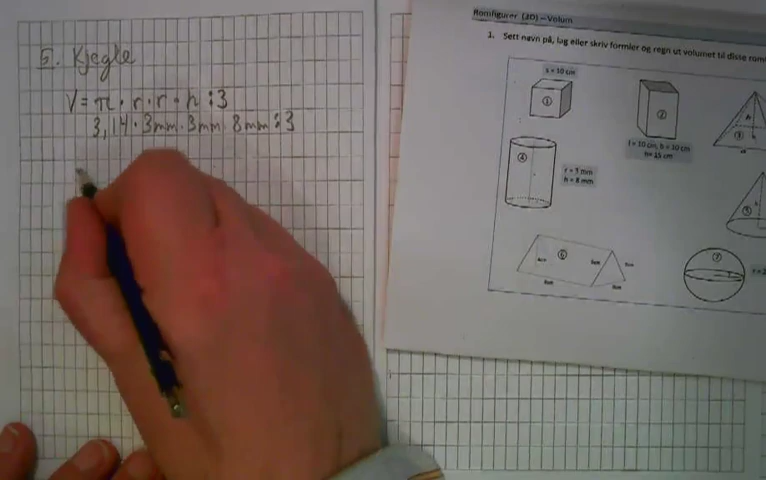 5. Kjegle
V = π · r · r · h : 3
3,14 · 3mm · 3mm · 8mm : 3
Romfigurer (3D) – Volum
1. Sett navn på, lag eller skriv formler og regn ut volumet til disse rom
s = 10 cm
1
2
l = 10 cm, b = 10 cm
h = 15 cm
h
3
4
r = 3 mm
h = 8 mm
5
6
7